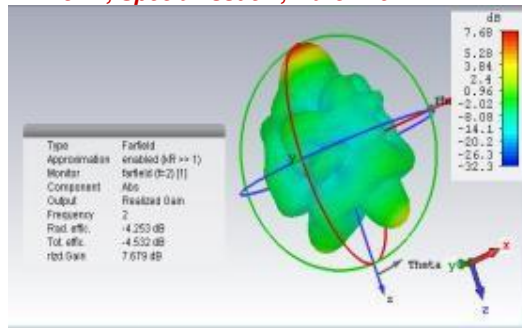 dB
7.68
5.28
3.84
2.4
0.96
-2.02
-8.08
-14.1
-20.2
-26.3
-32.3
y
Type Farfield
Approximation enabled (kR >> 1)
Monitor farfield (f=2) [1]
Component Abs
Output Realized Gain
Frequency 2
Rad. effic. -4.253 dB
Tot. effic. -4.532 dB
rlzd.Gain 7.679 dB
Theta
y
x
z
z